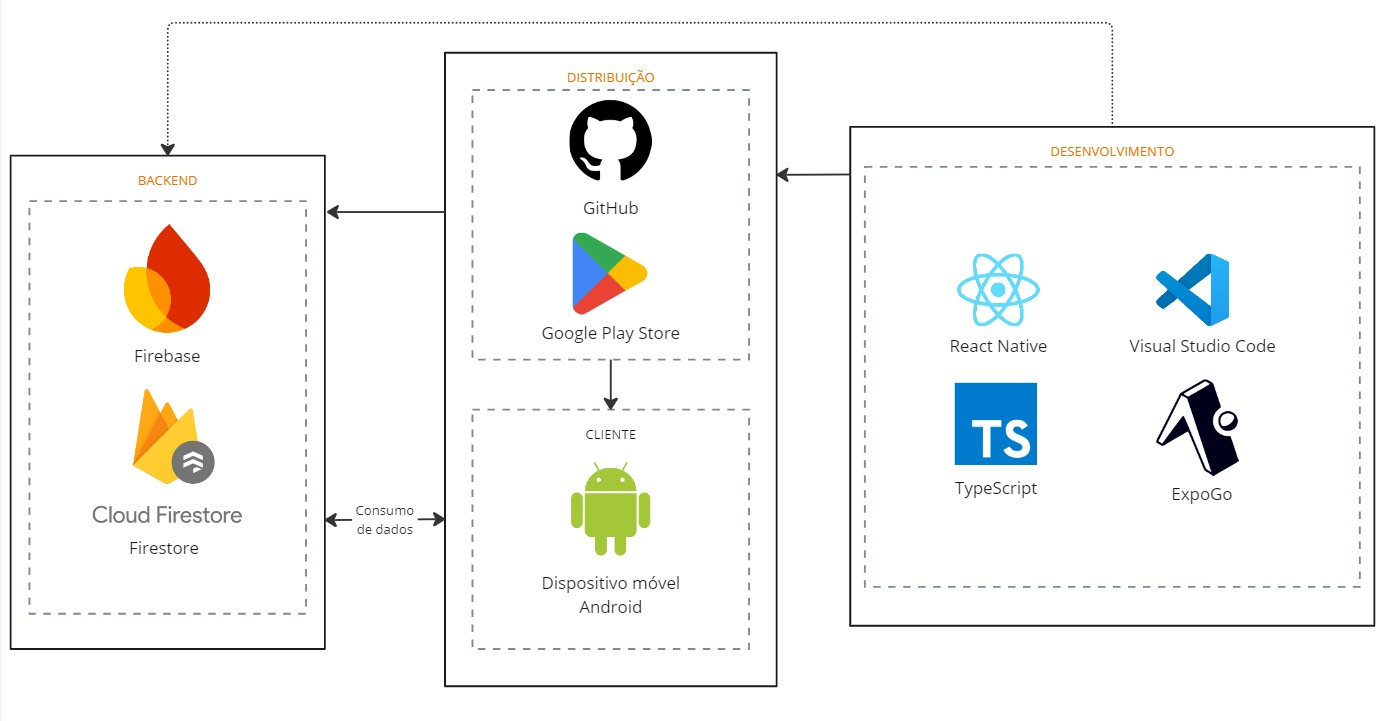 BACKEND
Firebase
Cloud Firestore
Firestore
Consumo
de dados
DISTRIBUIÇÃO
GitHub
Google Play Store
CLIENTE
Dispositivo móvel
Android
DESENVOLVIMENTO
React Native
Visual Studio Code
TS
TypeScript
ExpoGo